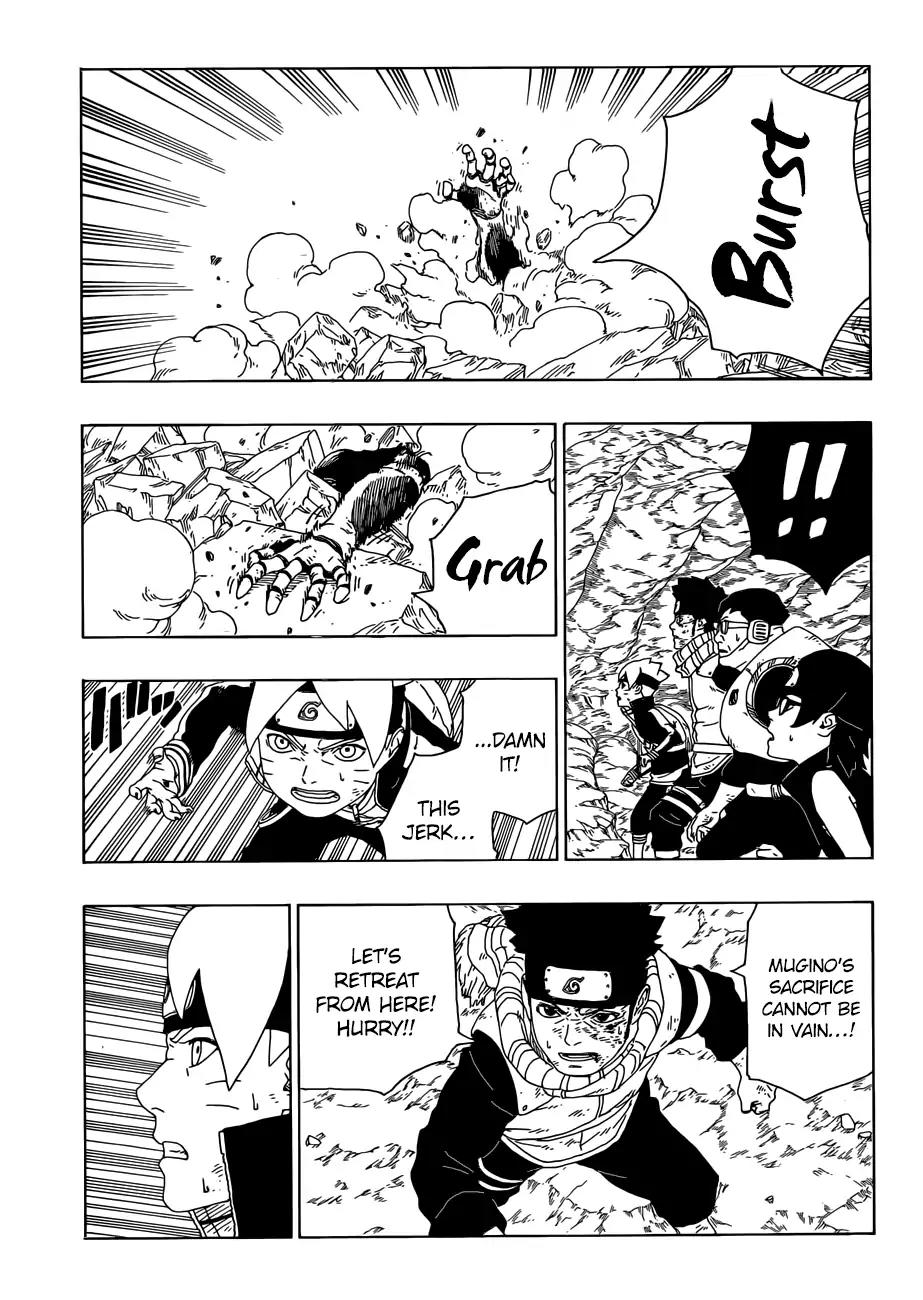 Burst
!!
Grab
...DAMN
IT!
THIS
JERK...
MUGINO'S
SACRIFICE
CANNOT BE
IN VAIN...!
LET'S
RETREAT
FROM HERE!
HURRY!!